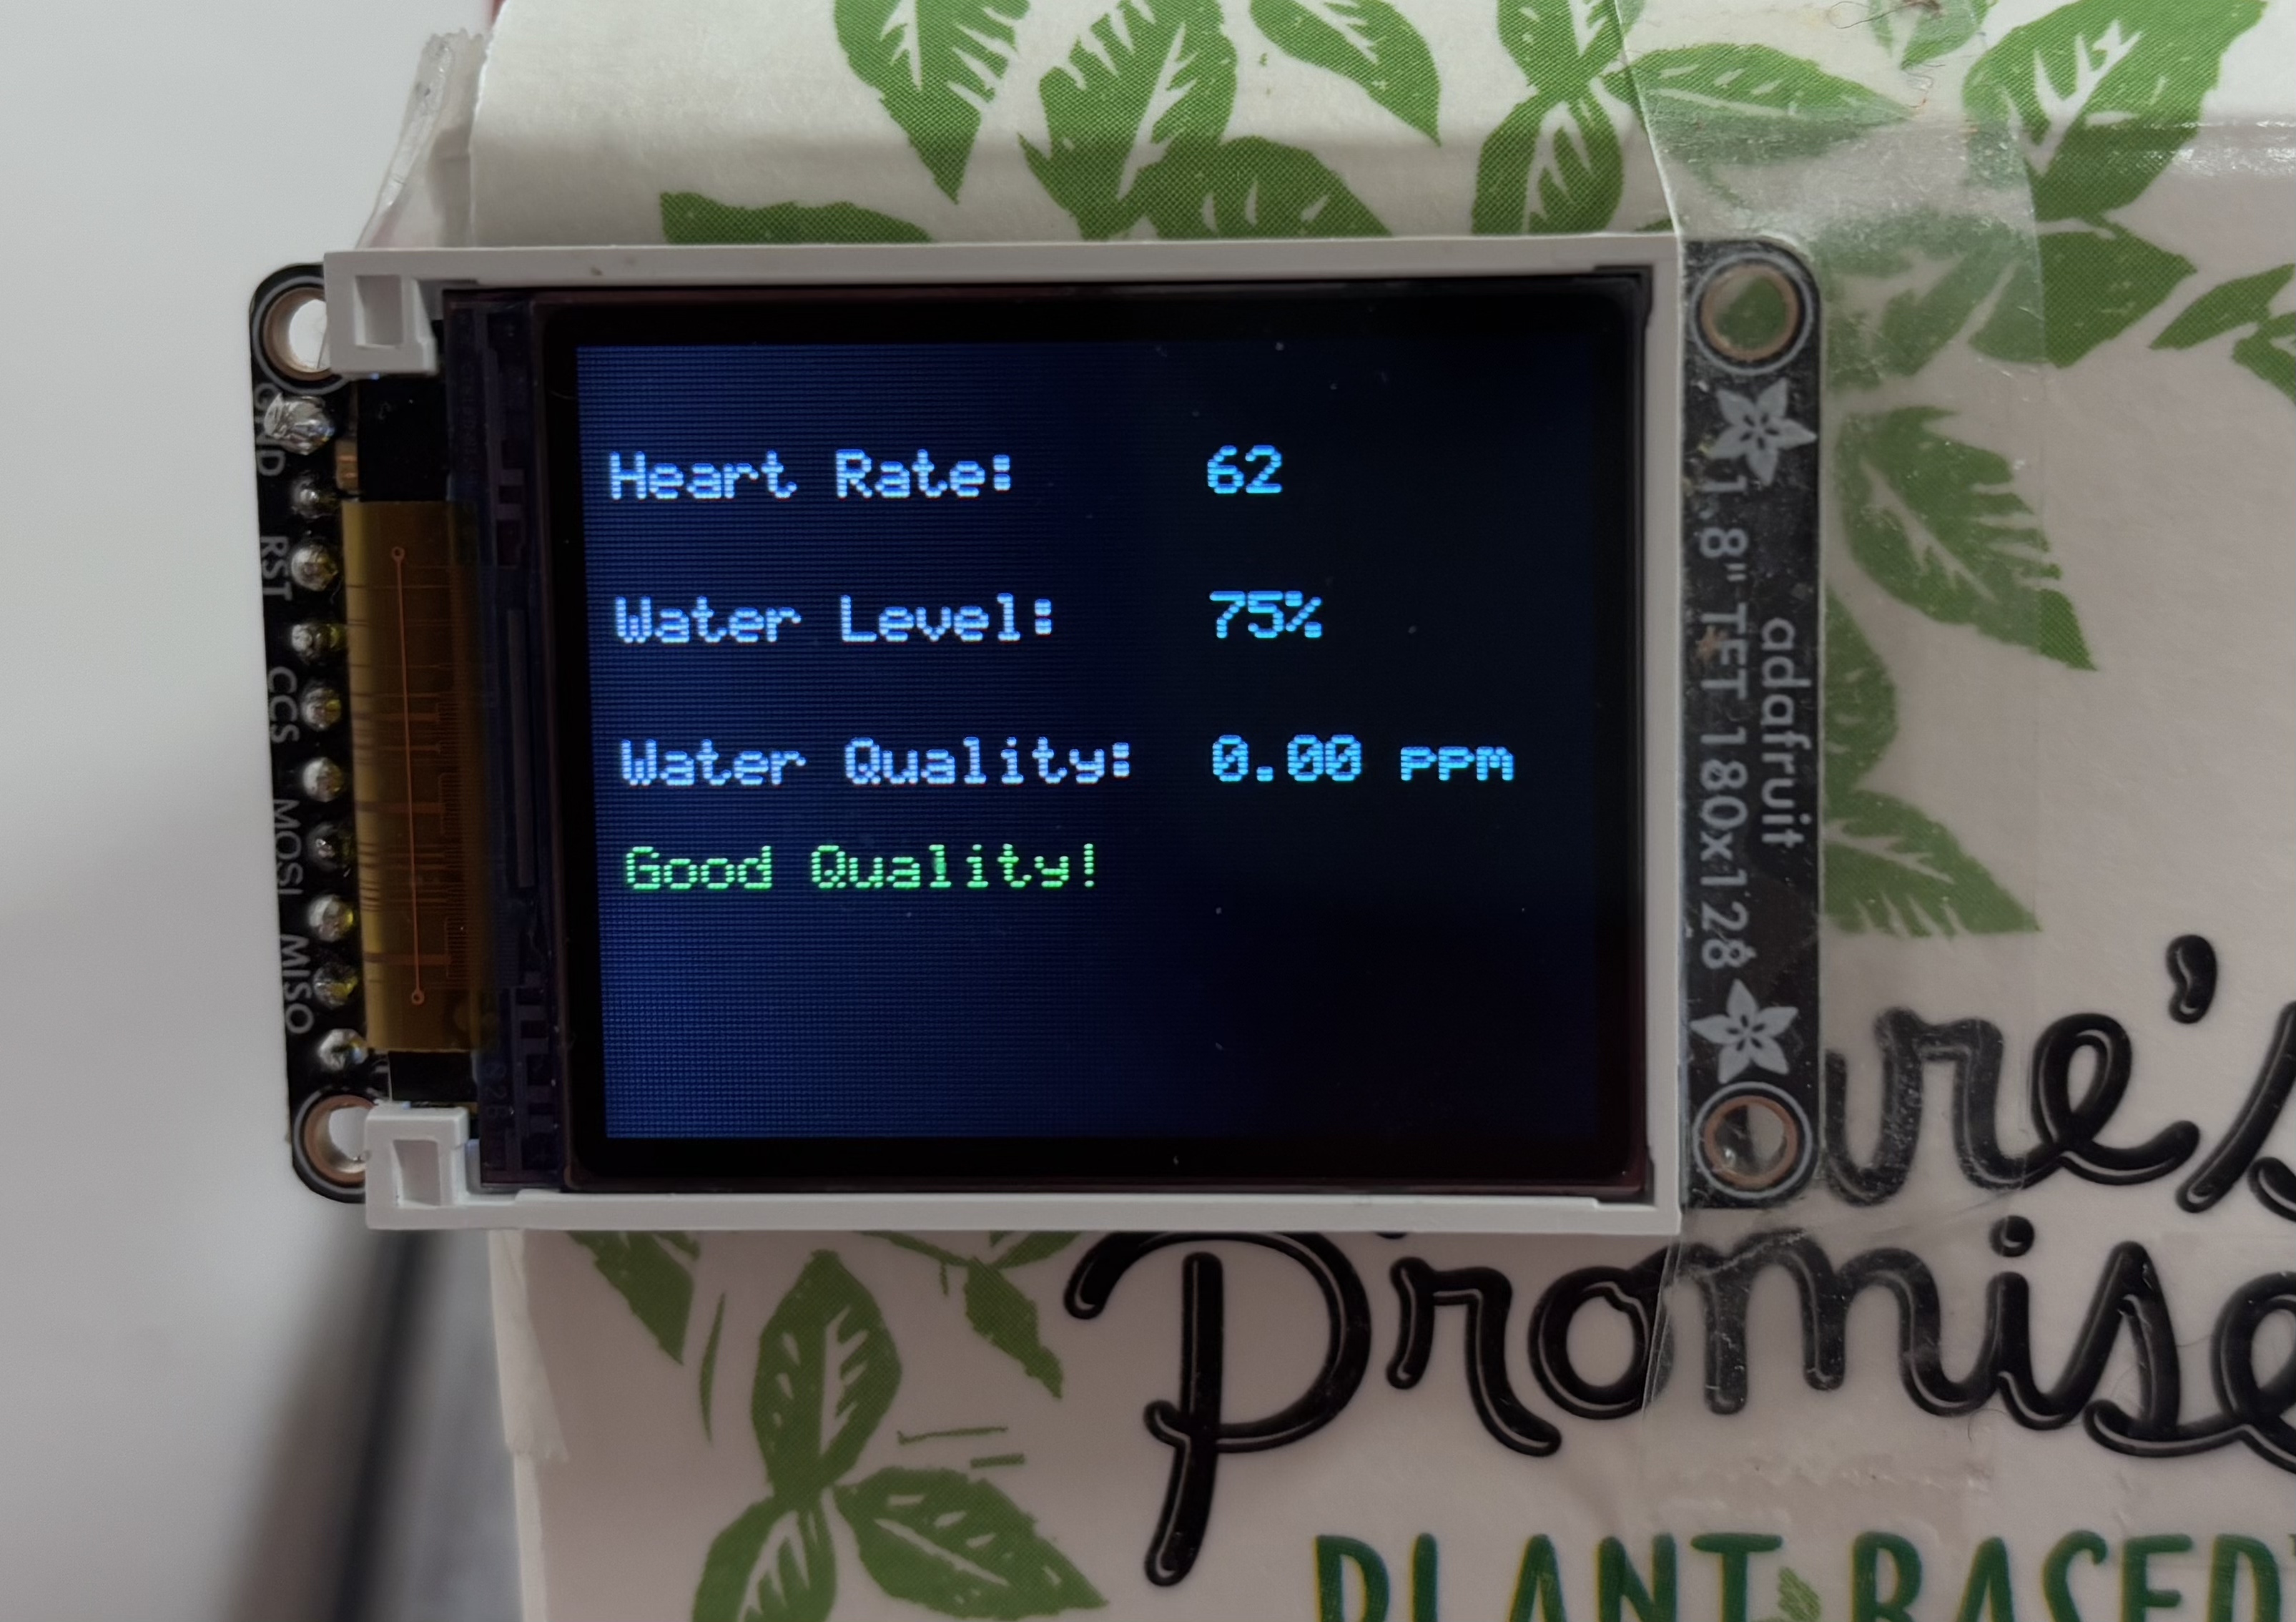 Heart Rate: 62
Water Level: 75%
Water Quality: 0.00 ppm
Good Quality!
GND
RST
CCS
MOSI
MISO
adafruit
1.8" TFT 180x128
Promise
PLANT BASED